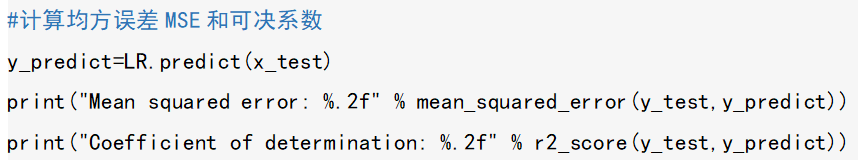 #计算均方误差 MSE 和可决系数
y_predict=LR.predict(x_test)
print("Mean squared error: %.2f" % mean_squared_error(y_test,y_predict))
print("Coefficient of determination: %.2f" % r2_score(y_test,y_predict))